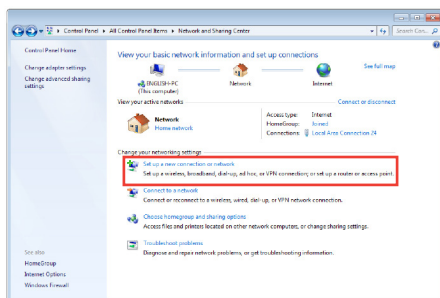 Control Panel ▸ All Control Panel Items ▸ Network and Sharing Center
Search Con...
Control Panel Home
Change adapter settings
Change advanced sharing
settings
See also
HomeGroup
Internet Options
Windows Firewall
View your basic network information and set up connections
See full map
ENGLISH-PC
(This computer)
Network
Internet
View your active networks
Connect or disconnect
Network
Home network
Access type: Internet
HomeGroup: Joined
Connections: Local Area Connection 24
Change your networking settings
Set up a new connection or network
Set up a wireless, broadband, dial-up, ad hoc, or VPN connection; or set up a router or access point.
Connect to a network
Connect or reconnect to a wireless, wired, dial-up, or VPN network connection.
Choose homegroup and sharing options
Access files and printers located on other network computers, or change sharing settings.
Troubleshoot problems
Diagnose and repair network problems, or get troubleshooting information.